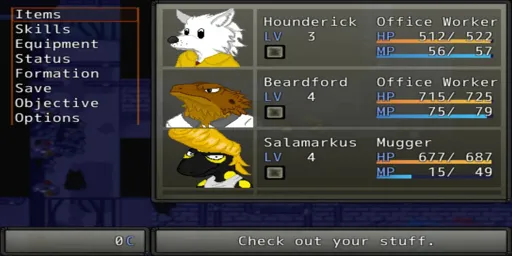 Items
Skills
Equipment
Status
Formation
Save
Objective
Options
Hounderick Office Worker
LV 3 HP 512/ 522
MP 56/ 57
Beardford Office Worker
LV 4 HP 715/ 725
MP 75/ 79
Salamarkus Mugger
LV 4 HP 677/ 687
MP 15/ 49
0C
Check out your stuff.